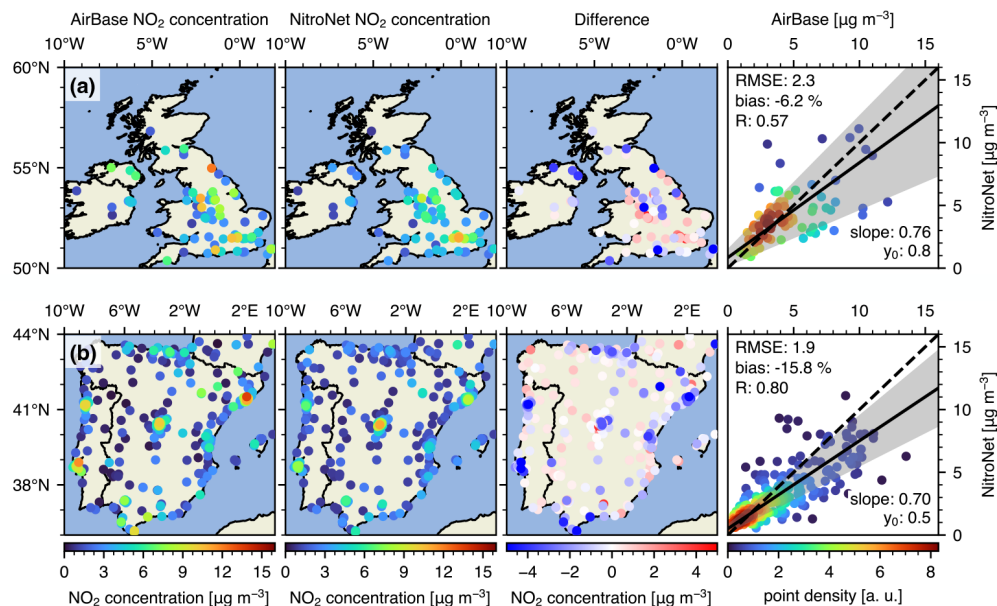 AirBase NO₂ concentration
NitroNet NO₂ concentration
Difference
AirBase [µg m⁻³]
10°W 5°W 0°W 10°W 5°W 0°W 10°W 5°W 0°W 0 5 10 15
60°N
(a)
RMSE: 2.3
bias: -6.2 %
R: 0.57
15
10
55°N
5
slope: 0.76
y₀: 0.8
50°N
0
NitroNet [µg m⁻³]
10°W 6°W 2°W 2°E 10°W 6°W 2°W 2°E 10°W 6°W 2°W 2°E 0 5 10 15
44°N
(b)
RMSE: 1.9
bias: -15.8 %
R: 0.80
15
10
41°N
5
38°N
slope: 0.70
y₀: 0.5
0
NitroNet [µg m⁻³]
0 3 6 9 12 15 0 3 6 9 12 15 −4 −2 0 2 4 0 2 4 6 8
NO₂ concentration [µg m⁻³]
NO₂ concentration [µg m⁻³]
NO₂ concentration [µg m⁻³]
point density [a. u.]